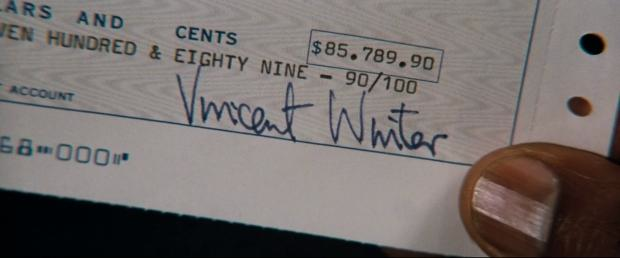 ARS AND CENTS
$85.789.90
VEN HUNDRED & EIGHTY NINE — 90/100
ACCOUNT
Vincent Winter
68⑈000⑈